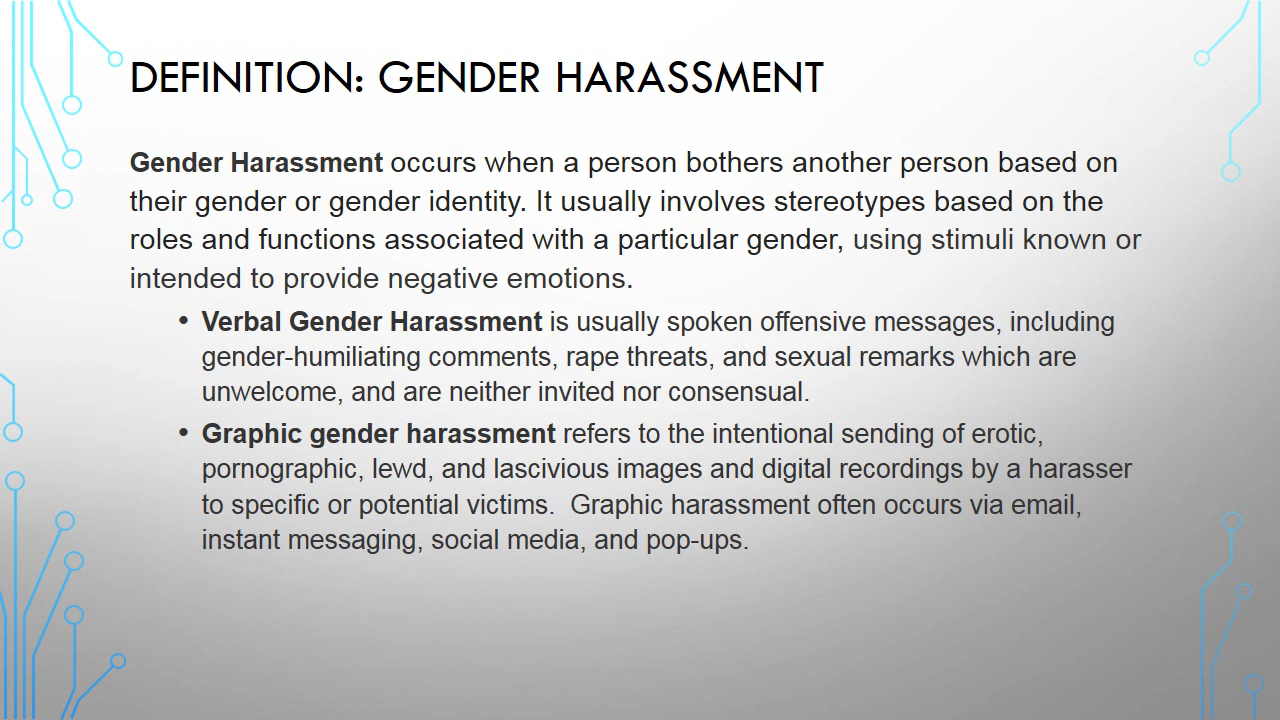 DEFINITION: GENDER HARASSMENT
Gender Harassment occurs when a person bothers another person based on
their gender or gender identity. It usually involves stereotypes based on the
roles and functions associated with a particular gender, using stimuli known or
intended to provide negative emotions.
• Verbal Gender Harassment is usually spoken offensive messages, including
gender-humiliating comments, rape threats, and sexual remarks which are
unwelcome, and are neither invited nor consensual.
• Graphic gender harassment refers to the intentional sending of erotic,
pornographic, lewd, and lascivious images and digital recordings by a harasser
to specific or potential victims.  Graphic harassment often occurs via email,
instant messaging, social media, and pop-ups.